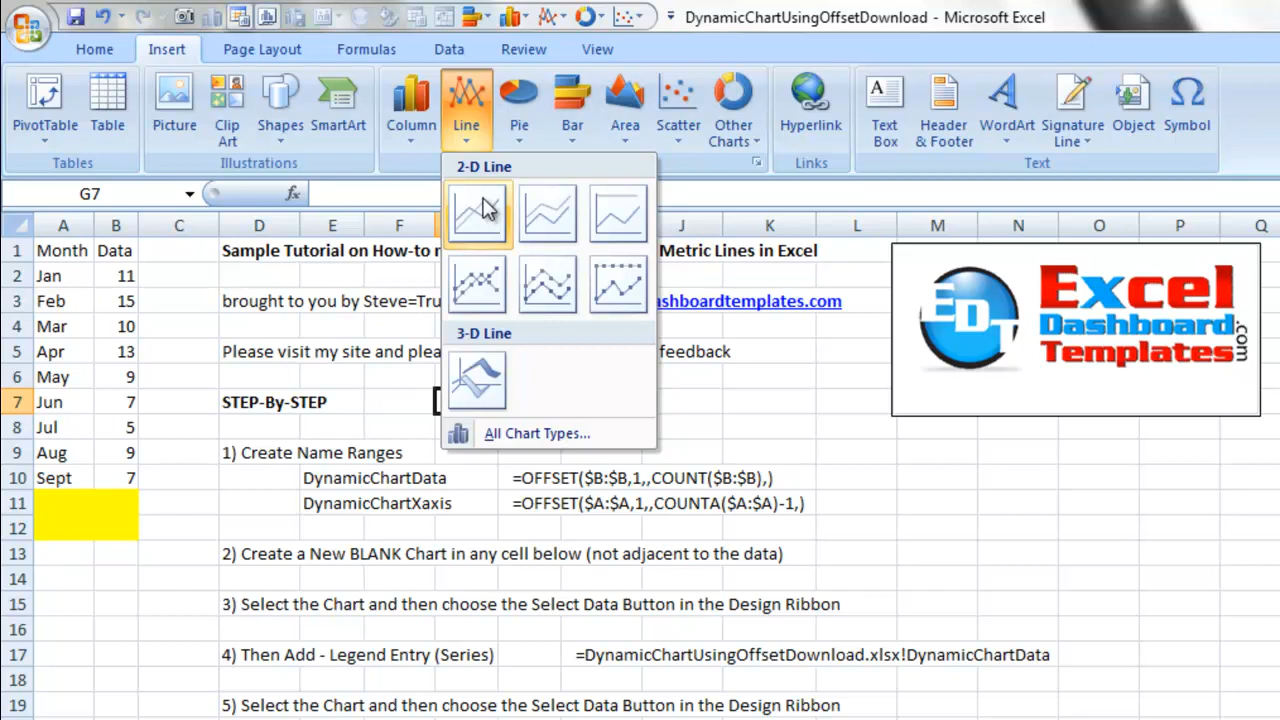 DynamicChartUsingOffsetDownload - Microsoft Excel
Home Insert Page Layout Formulas Data Review View
PivotTable Table Picture Clip Art Shapes SmartArt Column Line Pie Bar Area Scatter Other Charts Hyperlink Text Box Header & Footer WordArt Signature Line Object Symbol
Tables Illustrations Links Text
2-D Line
3-D Line
All Chart Types...
G7 fx
A B C D E F J K L M N O P Q
1 Month Data Sample Tutorial on How-to Metric Lines in Excel
2 Jan 11
3 Feb 15 brought to you by Steve=Tru ashboardtemplates.com
4 Mar 10
5 Apr 13 Please visit my site and plea feedback
6 May 9
7 Jun 7 STEP-By-STEP
8 Jul 5
9 Aug 9 1) Create Name Ranges
10 Sept 7 DynamicChartData =OFFSET($B:$B,1,,COUNT($B:$B),)
11 DynamicChartXaxis =OFFSET($A:$A,1,,COUNTA($A:$A)-1,)
12
13 2) Create a New BLANK Chart in any cell below (not adjacent to the data)
14
15 3) Select the Chart and then choose the Select Data Button in the Design Ribbon
16
17 4) Then Add - Legend Entry (Series) =DynamicChartUsingOffsetDownload.xlsx!DynamicChartData
18
19 5) Select the Chart and then choose the Select Data Button in the Design Ribbon
EDT
Excel
Dashboard
Templates
.com